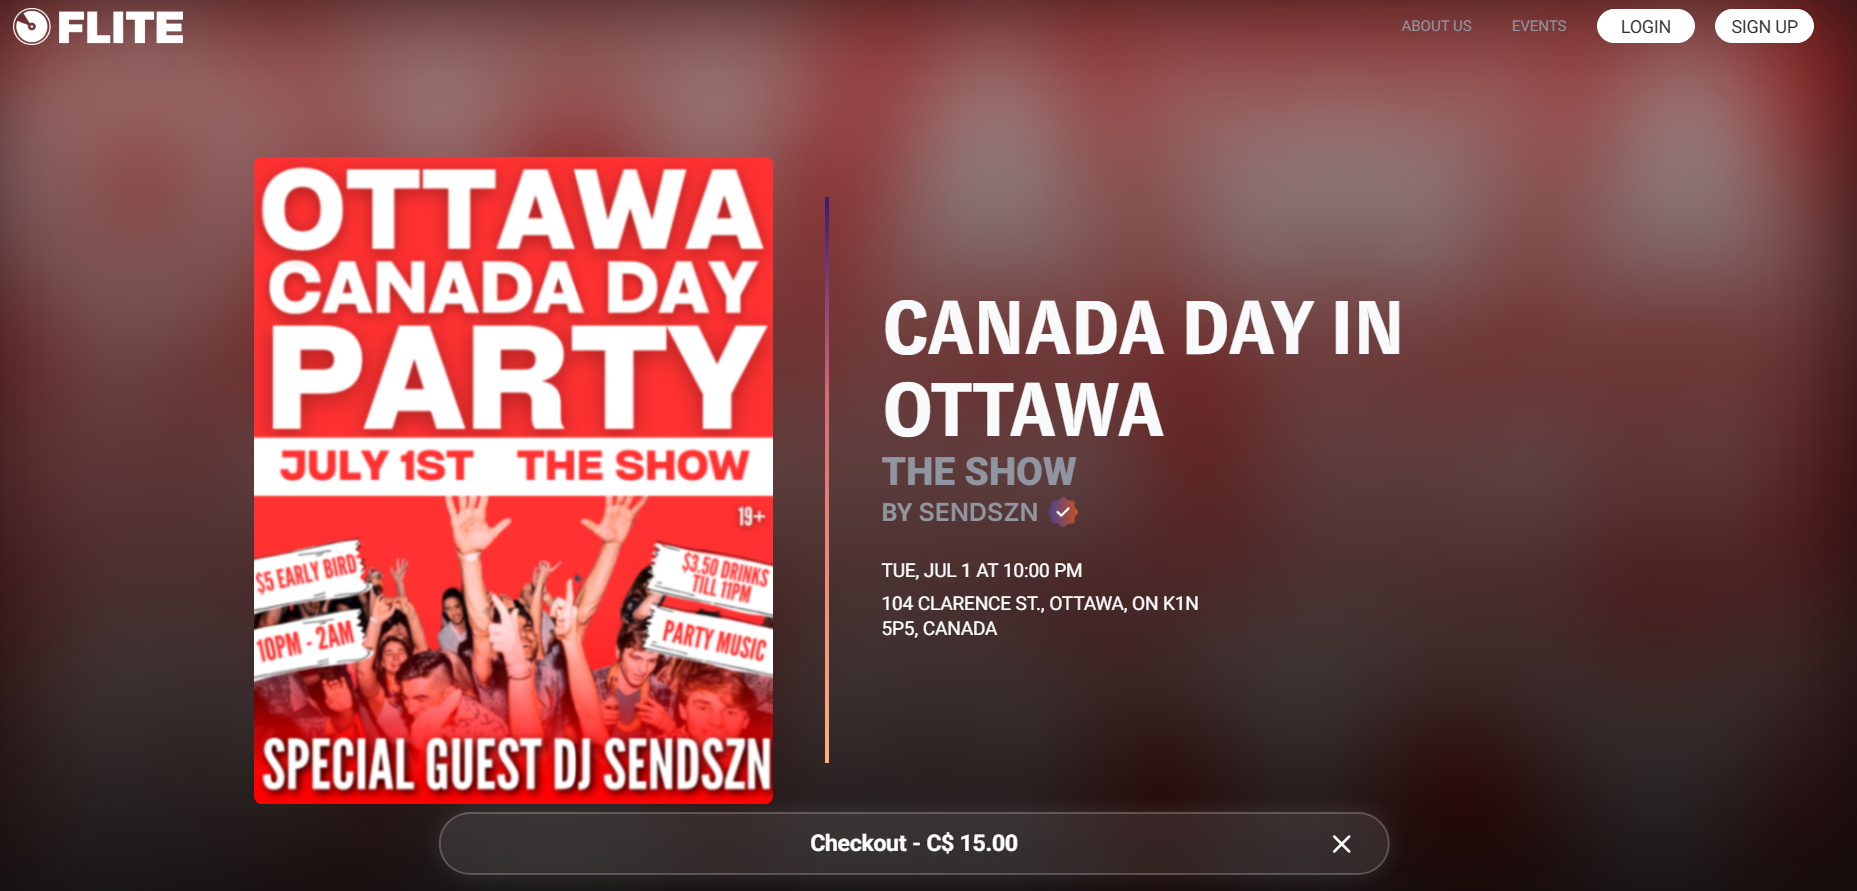 FLITE
ABOUT US
EVENTS
LOGIN
SIGN UP
OTTAWA
CANADA DAY
PARTY
JULY 1ST THE SHOW
19+
$5 EARLY BIRD
$3.50 DRINKS
TILL 11PM
10PM - 2AM
PARTY MUSIC
SPECIAL GUEST DJ SENDSZN
CANADA DAY IN
OTTAWA
THE SHOW
BY SENDSZN
TUE, JUL 1 AT 10:00 PM
104 CLARENCE ST., OTTAWA, ON K1N
5P5, CANADA
Checkout - C$ 15.00